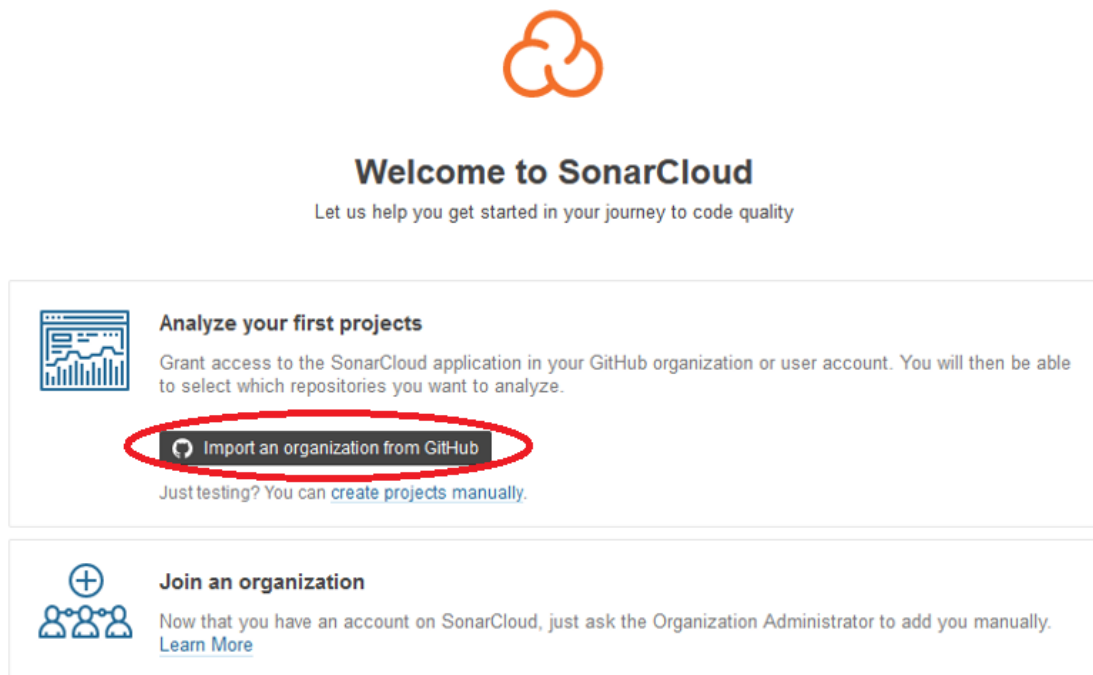 Welcome to SonarCloud
Let us help you get started in your journey to code quality
Analyze your first projects
Grant access to the SonarCloud application in your GitHub organization or user account. You will then be able
to select which repositories you want to analyze.
Import an organization from GitHub
Just testing? You can create projects manually.
Join an organization
Now that you have an account on SonarCloud, just ask the Organization Administrator to add you manually.
Learn More